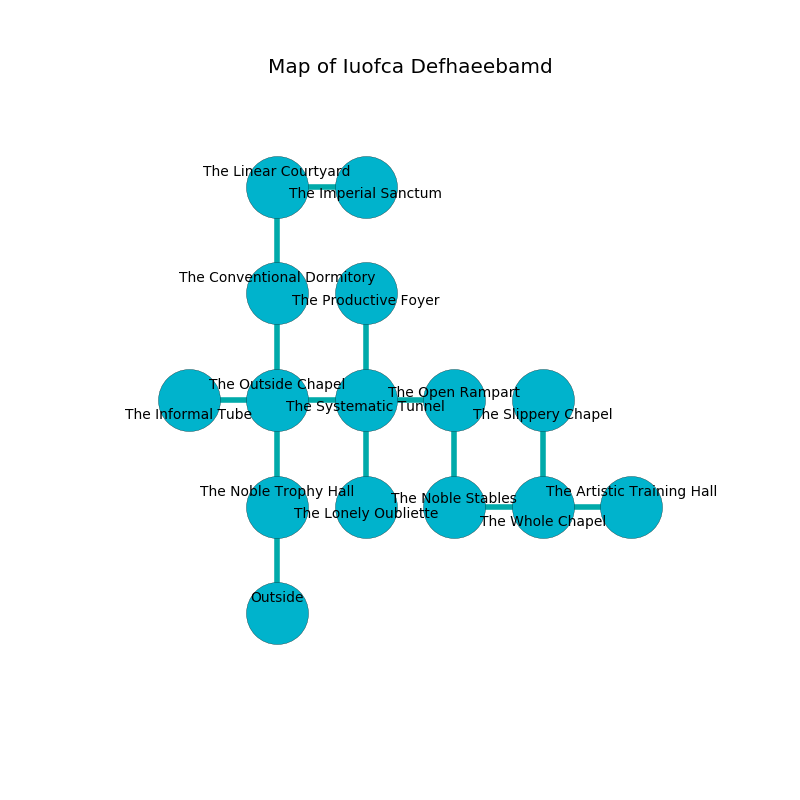 Map of Iuofca Defhaeebamd
The Linear Courtyard
The Imperial Sanctum
The Conventional Dormitory
The Productive Foyer
The Outside Chapel
The Open Rampart
The Systematic Tunnel
The Informal Tube
The Slippery Chapel
The Noble Trophy Hall
The Artistic Training Hall
The Noble Stables
The Lonely Oubliette
The Whole Chapel
Outside